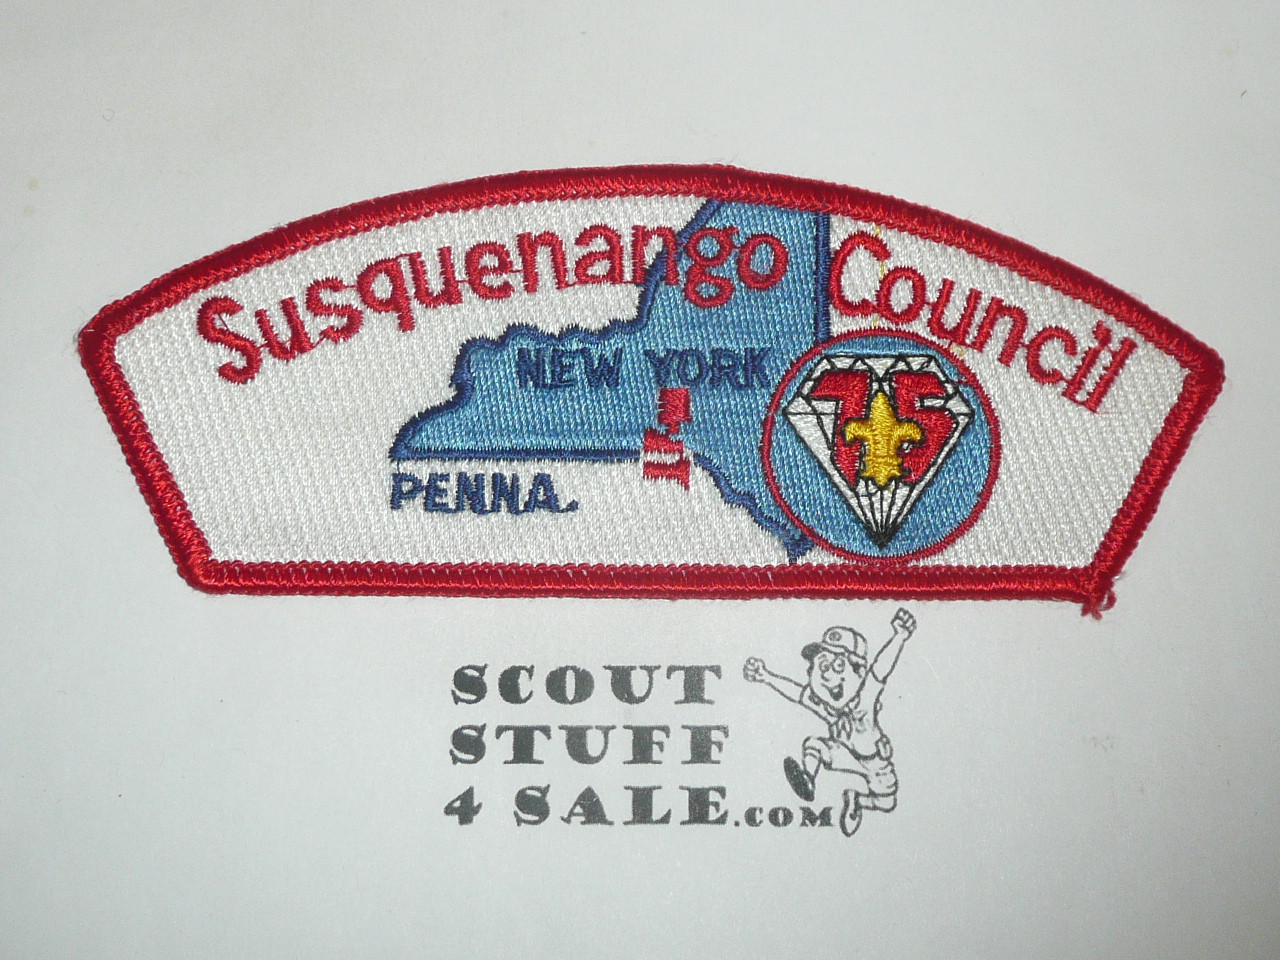 Susquenango Council
NEW YORK
75
PENNA.
SCOUT
STUFF
4 SALE.COM